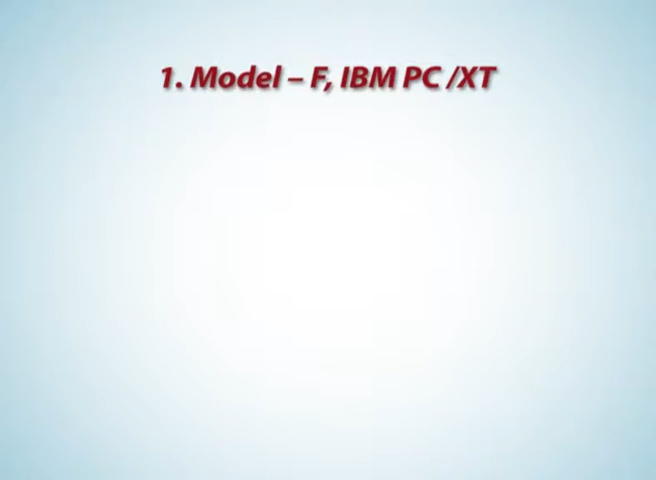 1. Model – F, IBM PC /XT